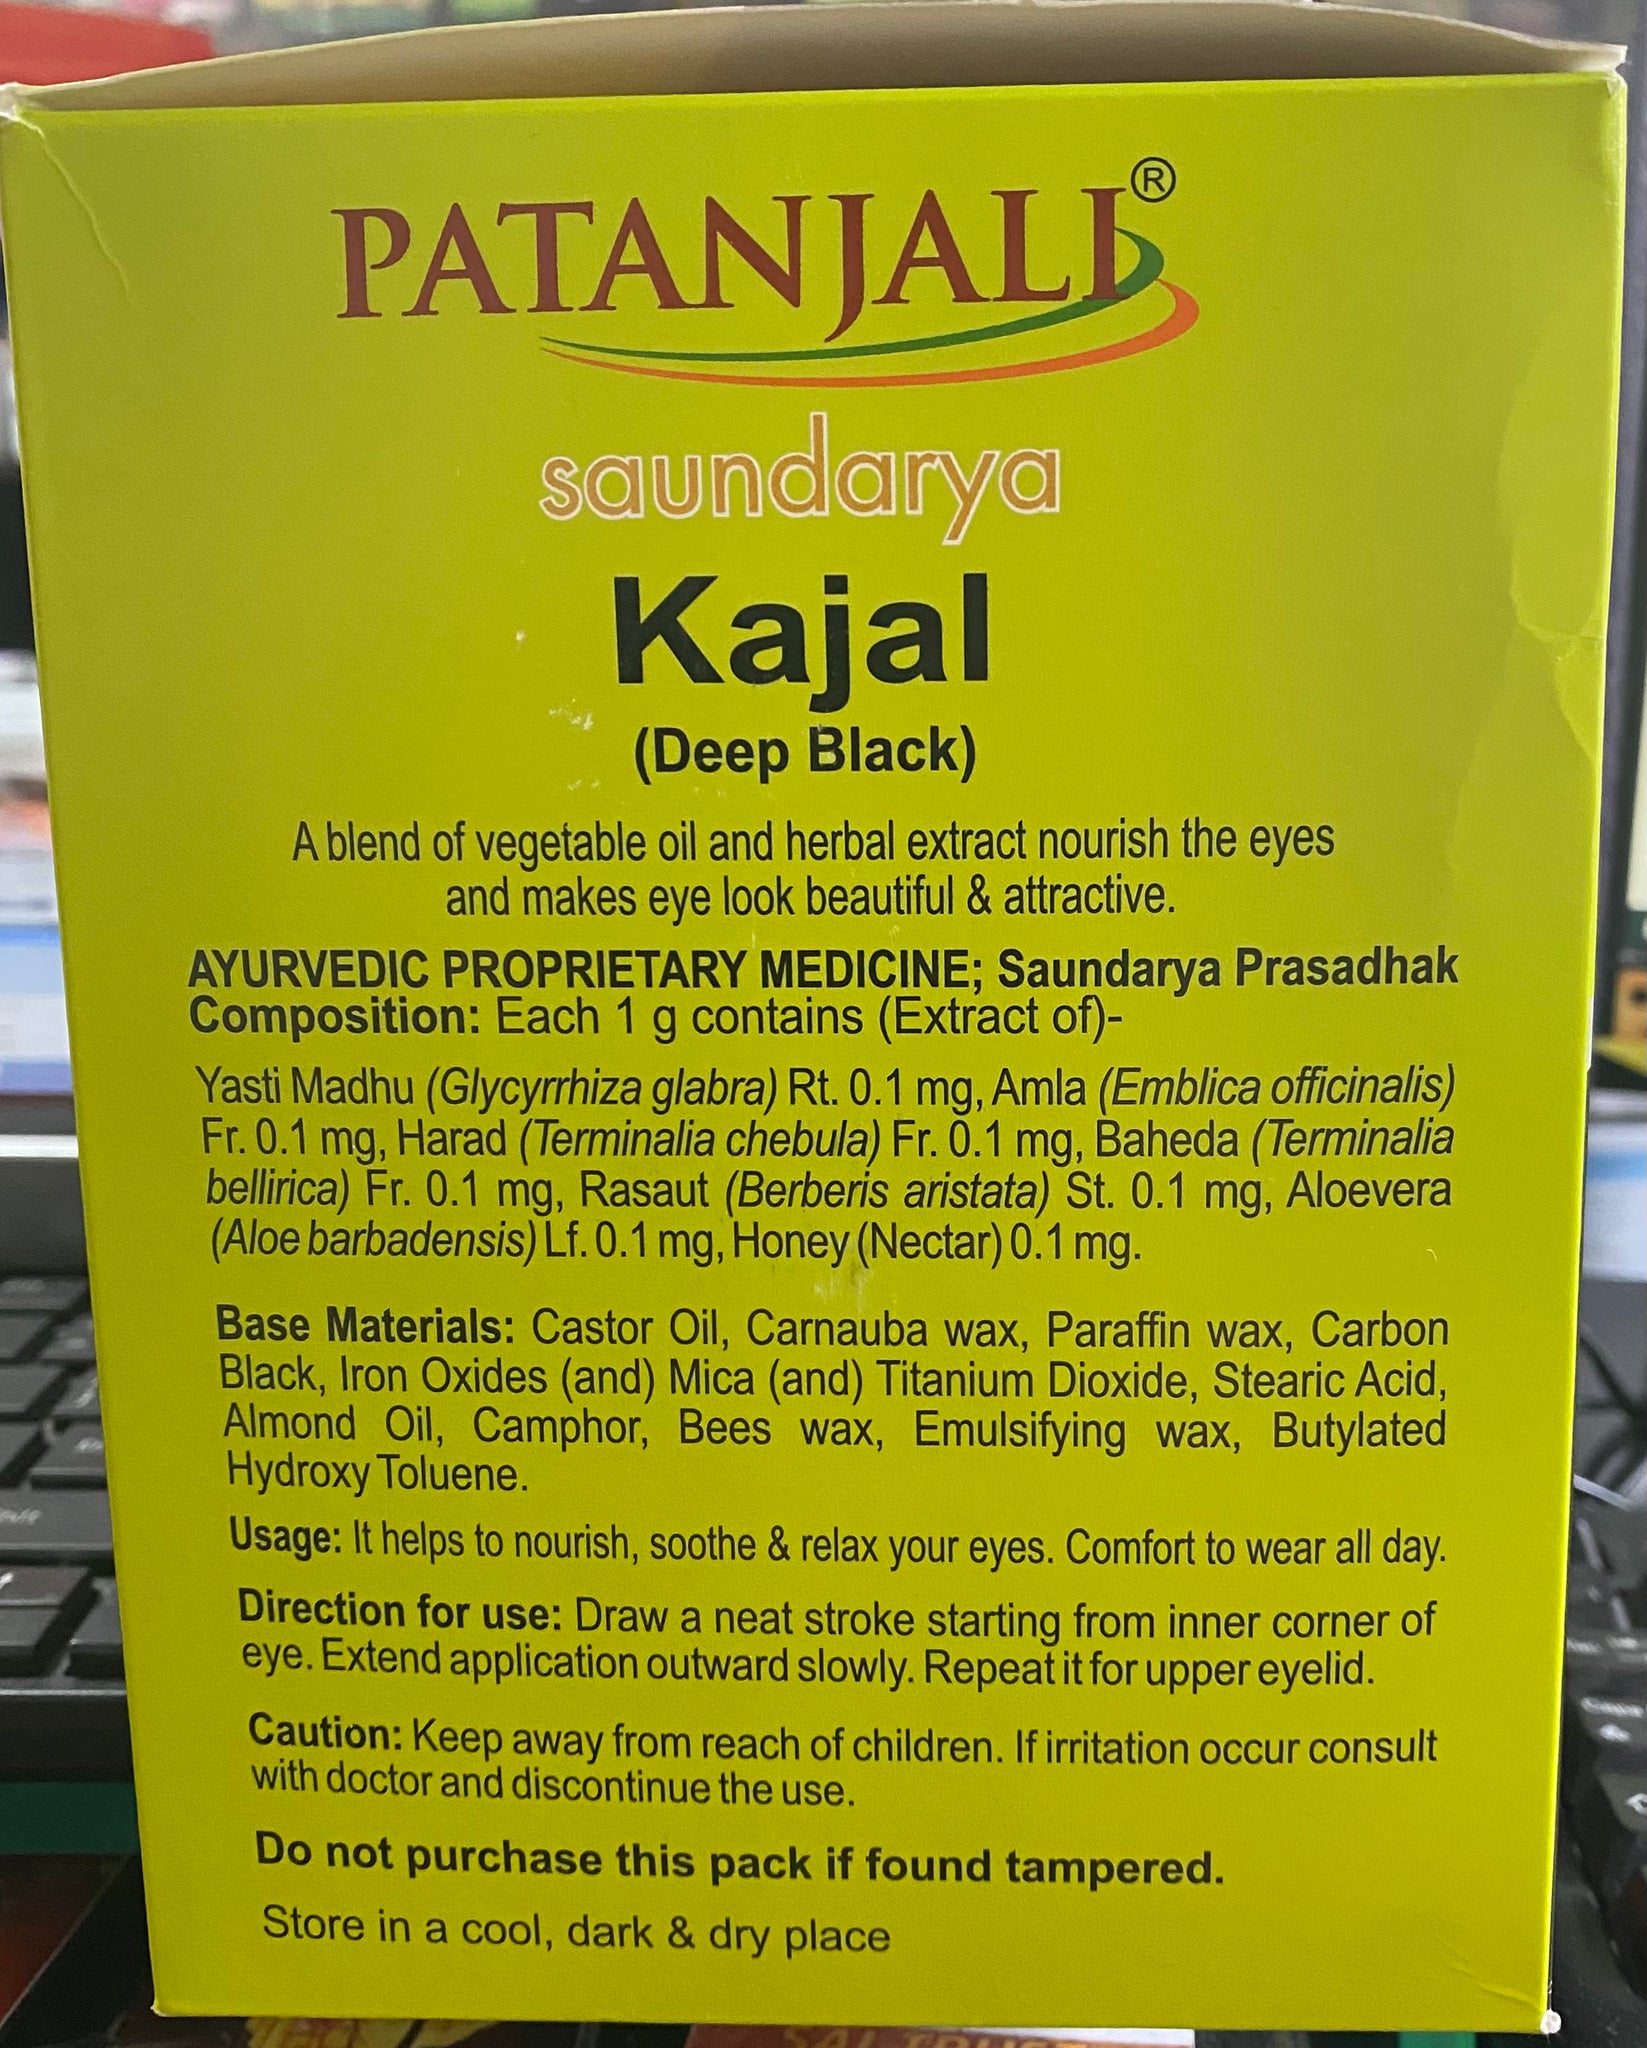 PATANJALI®
saundarya
Kajal
(Deep Black)
A blend of vegetable oil and herbal extract nourish the eyes
and makes eye look beautiful & attractive.
AYURVEDIC PROPRIETARY MEDICINE; Saundarya Prasadhak
Composition: Each 1 g contains (Extract of)-
Yasti Madhu (Glycyrrhiza glabra) Rt. 0.1 mg, Amla (Emblica officinalis)
Fr. 0.1 mg, Harad (Terminalia chebula) Fr. 0.1 mg, Baheda (Terminalia
bellirica) Fr. 0.1 mg, Rasaut (Berberis aristata) St. 0.1 mg, Aloevera
(Aloe barbadensis) Lf. 0.1 mg, Honey (Nectar) 0.1 mg.
Base Materials: Castor Oil, Carnauba wax, Paraffin wax, Carbon
Black, Iron Oxides (and) Mica (and) Titanium Dioxide, Stearic Acid,
Almond Oil, Camphor, Bees wax, Emulsifying wax, Butylated
Hydroxy Toluene.
Usage: It helps to nourish, soothe & relax your eyes. Comfort to wear all day.
Direction for use: Draw a neat stroke starting from inner corner of
eye. Extend application outward slowly. Repeat it for upper eyelid.
Caution: Keep away from reach of children. If irritation occur consult
with doctor and discontinue the use.
Do not purchase this pack if found tampered.
Store in a cool, dark & dry place